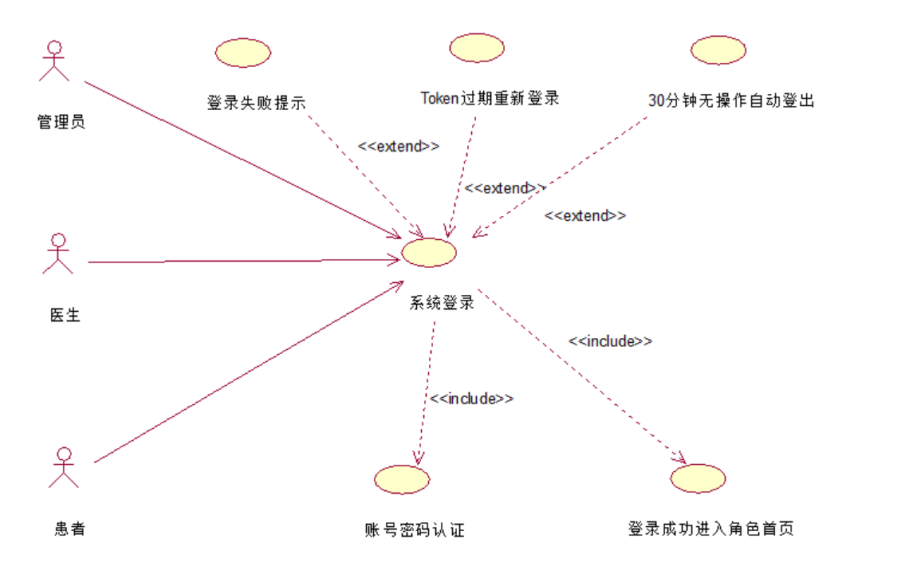 登录失败提示
Token过期重新登录
30分钟无操作自动登出
管理员
<<extend>>
<<extend>>
<<extend>>
医生
系统登录
<<include>>
<<include>>
患者
账号密码认证
登录成功进入角色首页